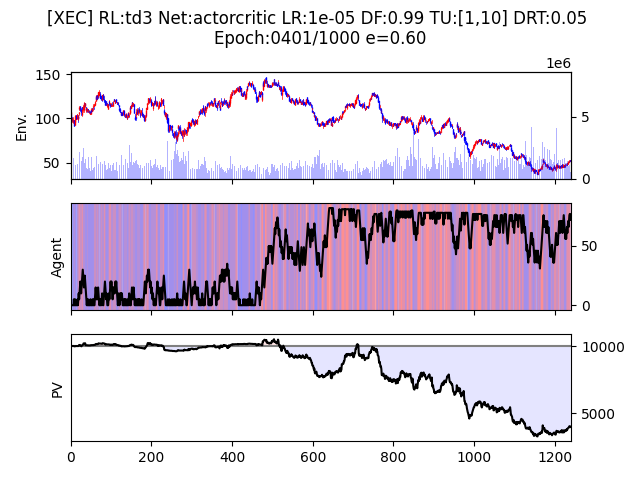 [XEC] RL:td3 Net:actorcritic LR:1e-05 DF:0.99 TU:[1,10] DRT:0.05
Epoch:0401/1000 e=0.60
1e6
150
100
50
Env.
5
0
Agent
50
0
PV
10000
5000
0 200 400 600 800 1000 1200